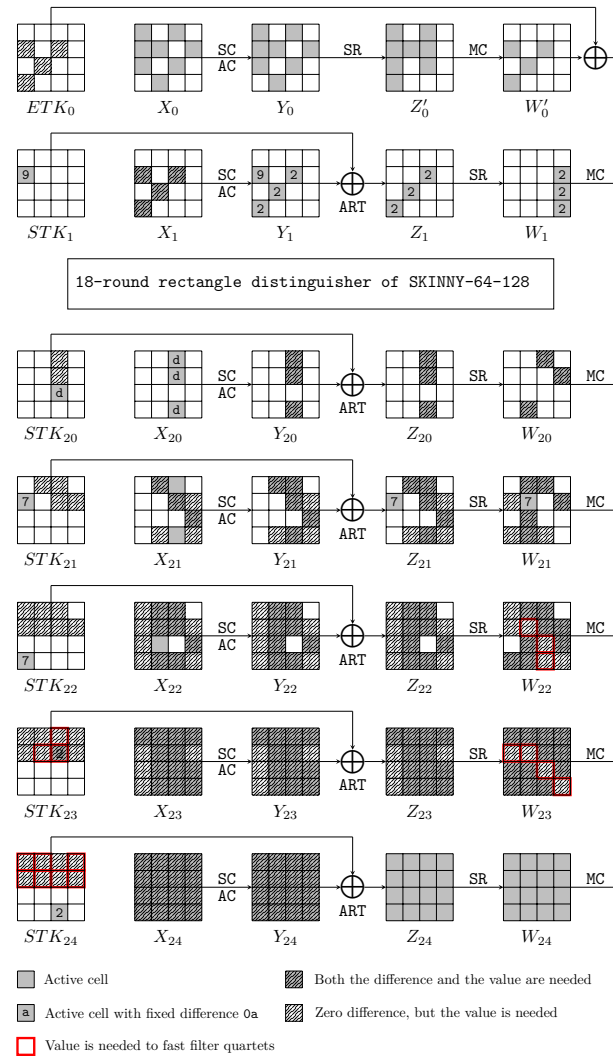 SC SR MC
AC
ETK0 X0 Y0 Z′0 W′0
9 9 2 2 2
SC SR MC
2 2 2
AC
2 2 ART 2
STK1 X1 Y1 Z1 W1
18-round rectangle distinguisher of SKINNY-64-128
d
d SC SR MC
d AC
d ART
STK20 X20 Y20 Z20 W20
7 SC 7 SR 7 MC
AC
ART
STK21 X21 Y21 Z21 W21
SC SR MC
AC
7 ART
STK22 X22 Y22 Z22 W22
2 SC SR MC
AC
ART
STK23 X23 Y23 Z23 W23
SC SR MC
AC
2 ART
STK24 X24 Y24 Z24 W24
Active cell Both the difference and the value are needed
a Active cell with fixed difference 0a Zero difference, but the value is needed
Value is needed to fast filter quartets